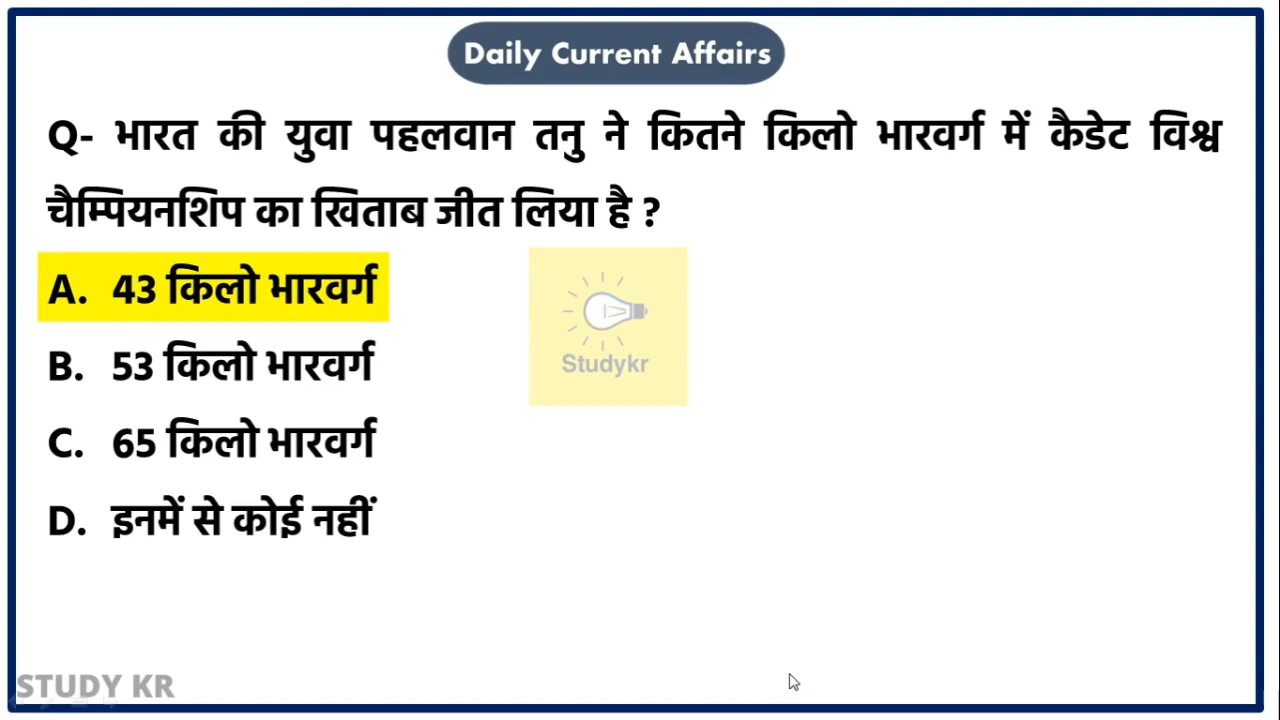 Daily Current Affairs
Q- भारत की युवा पहलवान तनु ने कितने किलो भारवर्ग में कैडेट विश्व
चैम्पियनशिप का खिताब जीत लिया है ?
A. 43 किलो भारवर्ग
B. 53 किलो भारवर्ग
C. 65 किलो भारवर्ग
D. इनमें से कोई नहीं
Studykr
STUDY KR